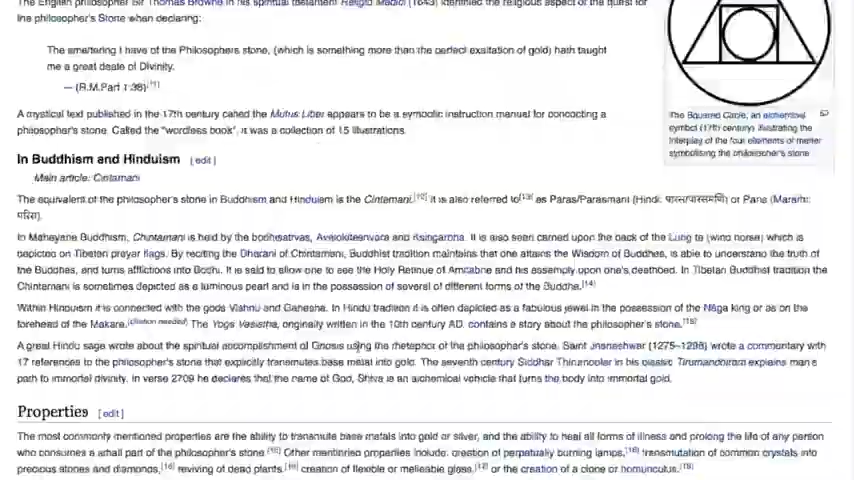 The English philosopher Sir Thomas Browne in his spiritual testament Religio Medici (1643) identified the religious aspect of the quest for
the philosopher's Stone when declaring:
The smattering I have of the Philosophers stone, (which is something more than the perfect exaltation of gold) hath taught
me a great deale of Divinity.
— (R.M.Part 1:38)[11]
A mystical text published in the 17th century called the Mutus Liber appears to be a symbolic instruction manual for concocting a
philosopher's stone. Called the "wordless book", it was a collection of 15 illustrations.
The Squared Circle, an alchemical
symbol (17th century) illustrating the
interplay of the four elements of matter
symbolising the philosopher's stone
In Buddhism and Hinduism [edit]
Main article: Cintamani
The equivalent of the philosopher's stone in Buddhism and Hinduism is the Cintamani.[12] It is also referred to[13] as Paras/Parasmani (Hindi: पारस/पारसमणि) or Paris (Marathi:
परिस).
In Mahayana Buddhism, Chintamani is held by the bodhisattvas, Avalokiteshvara and Ksitigarbha. It is also seen carried upon the back of the Lung ta (wind horse) which is
depicted on Tibetan prayer flags. By reciting the Dharani of Chintamani, Buddhist tradition maintains that one attains the Wisdom of Buddhas, is able to understand the truth of
the Buddhas, and turns afflictions into Bodhi. It is said to allow one to see the Holy Retinue of Amitabha and his assembly upon one's deathbed. In Tibetan Buddhist tradition the
Chintamani is sometimes depicted as a luminous pearl and is in the possession of several of different forms of the Buddha.[14]
Within Hinduism it is connected with the gods Vishnu and Ganesha. In Hindu tradition it is often depicted as a fabulous jewel in the possession of the Nāga king or as on the
forehead of the Makara.[citation needed] The Yoga Vasistha, originally written in the 10th century AD, contains a story about the philosopher's stone.[15]
A great Hindu sage wrote about the spiritual accomplishment of Gnosis using the metaphor of the philosopher's stone. Saint Jnaneshwar (1275–1296) wrote a commentary with
17 references to the philosopher's stone that explicitly transmutes base metal into gold. The seventh century Siddhar Thirumoolar in his classic Tirumandhiram explains man's
path to immortal divinity. In verse 2709 he declares that the name of God, Shiva is an alchemical vehicle that turns the body into immortal gold.
Properties [edit]
The most commonly mentioned properties are the ability to transmute base metals into gold or silver, and the ability to heal all forms of illness and prolong the life of any person
who consumes a small part of the philosopher's stone.[16] Other mentioned properties include: creation of perpetually burning lamps,[16] transmutation of common crystals into
precious stones and diamonds,[16] reviving of dead plants,[16] creation of flexible or malleable glass,[17] or the creation of a clone or homunculus.[18]